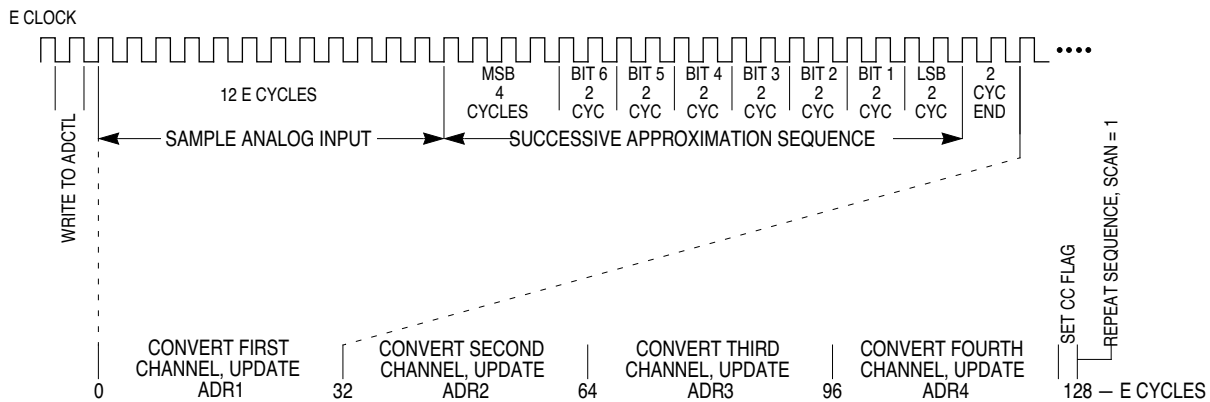 E CLOCK
MSB
4
CYCLES
BIT 6
2
CYC
BIT 5
2
CYC
BIT 4
2
CYC
BIT 3
2
CYC
BIT 2
2
CYC
BIT 1
2
CYC
LSB
2
CYC
2
CYC
END
12 E CYCLES
SAMPLE ANALOG INPUT
SUCCESSIVE APPROXIMATION SEQUENCE
WRITE TO ADCTL
SET CC FLAG
REPEAT SEQUENCE, SCAN = 1
CONVERT FIRST
CHANNEL, UPDATE
ADR1
CONVERT SECOND
CHANNEL, UPDATE
ADR2
CONVERT THIRD
CHANNEL, UPDATE
ADR3
CONVERT FOURTH
CHANNEL, UPDATE
ADR4
0
32
64
96
128 — E CYCLES